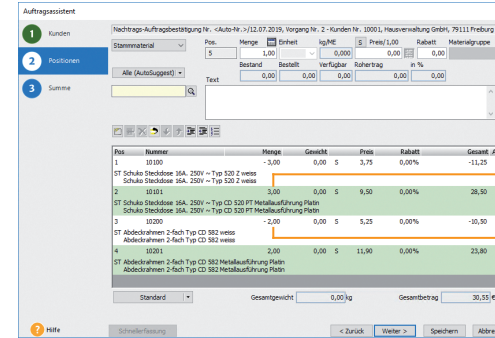 Auftragsassistent
1 Kunden
2 Positionen
3 Summe
Nachtrags-Auftragsbestätigung Nr. <Auto-Nr.>/12.07.2019, Vorgang Nr. 2 - Kunden Nr. 10001, Hausverwaltung GmbH, 79111 Freiburg
Stammmaterial
Pos. Menge Einheit kg/ME S Preis/1,00 Rabatt Materialgruppe
5 1,00 0,000 0,00 0,00
Bestand Bestellt Verfügbar Rohertrag in %
0,00 0,00 0,00 0,00 0,00
Alle (AutoSuggest)
Text
Pos Nummer Menge Gewicht Preis Rabatt Gesamt A
1 10100 - 3,00 0,00 S 3,75 0,00% -11,25
ST Schuko Steckdose 16A. 250V ~ Typ 520 Z weiss
Schuko Steckdose 16A. 250V ~ Typ 520 Z weiss
2 10101 3,00 0,00 S 9,50 0,00% 28,50
ST Schuko Steckdose 16A. 250V ~ Typ CD 520 PT Metallausführung Platin
Schuko Steckdose 16A. 250V ~ Typ CD 520 PT Metallausführung Platin
3 10200 - 2,00 0,00 S 5,25 0,00% -10,50
ST Abdeckrahmen 2-fach Typ CD 582 weiss
Abdeckrahmen 2-fach Typ CD 582 weiss
4 10201 2,00 0,00 S 11,90 0,00% 23,80
ST Abdeckrahmen 2-fach Typ CD 582 Metallausführung Platin
Abdeckrahmen 2-fach Typ CD 582 Metallausführung Platin
Standard Gesamtgewicht 0,00 kg Gesamtbetrag 30,55 €
? Hilfe Schnellerfassung < Zurück Weiter > Speichern Abbre